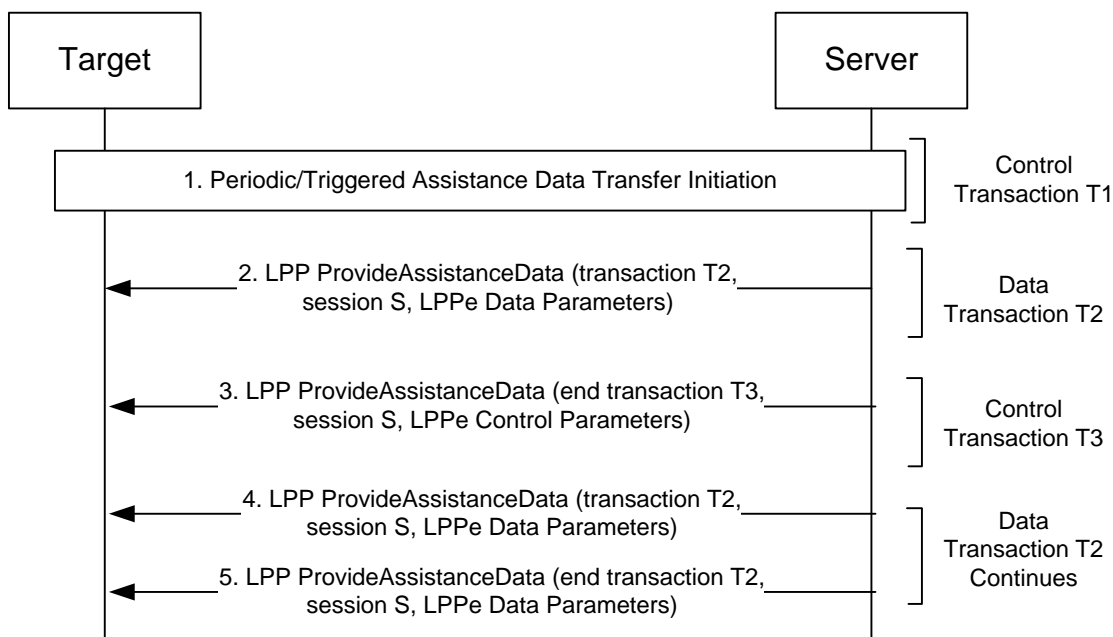 Target
Server
1. Periodic/Triggered Assistance Data Transfer Initiation
Control
Transaction T1
2. LPP ProvideAssistanceData (transaction T2,
session S, LPPe Data Parameters)
Data
Transaction T2
3. LPP ProvideAssistanceData (end transaction T3,
session S, LPPe Control Parameters)
Control
Transaction T3
4. LPP ProvideAssistanceData (transaction T2,
session S, LPPe Data Parameters)
5. LPP ProvideAssistanceData (end transaction T2,
session S, LPPe Data Parameters)
Data
Transaction T2
Continues